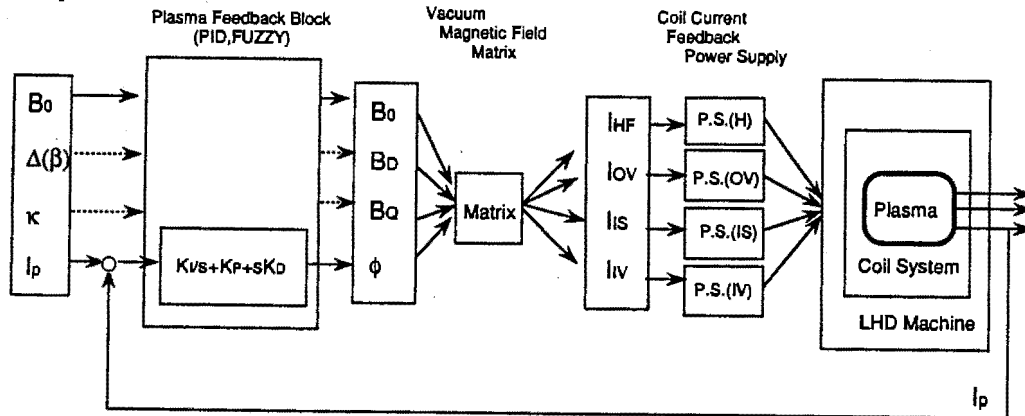 Plasma Feedback Block
(PID,FUZZY)
Vacuum
Magnetic Field
Matrix
Coil Current
Feedback
Power Supply
B0
Δ(β)
κ
Ip
KI/S+KP+sKD
B0
BD
BQ
ϕ
Matrix
IHF
IOV
IIS
IIV
P.S.(H)
P.S.(OV)
P.S.(IS)
P.S.(IV)
Plasma
Coil System
LHD Machine
Ip